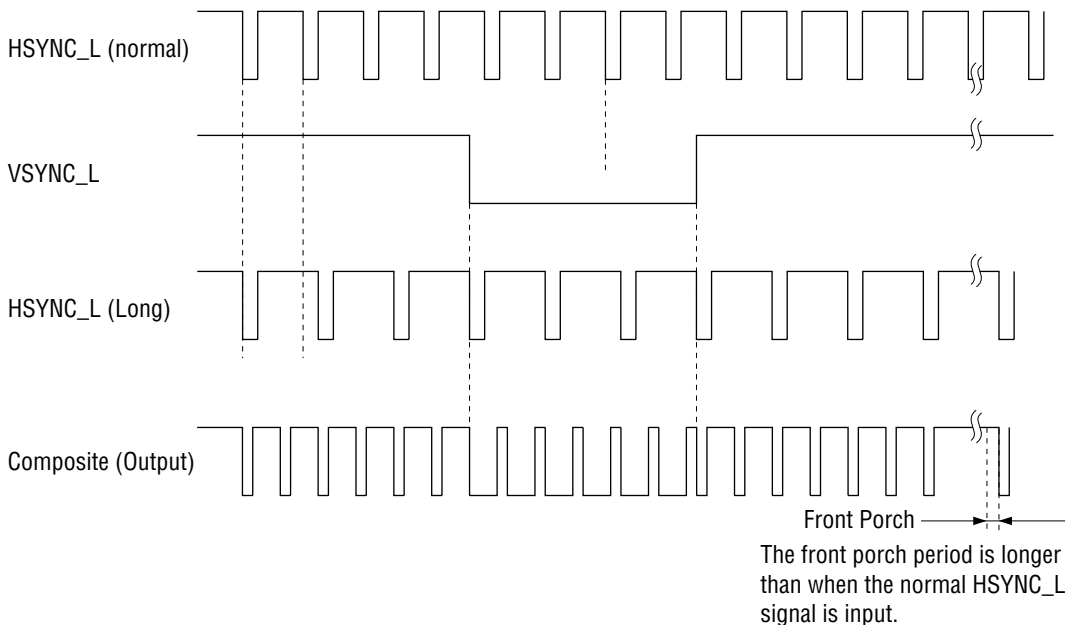 HSYNC_L (normal)
VSYNC_L
HSYNC_L (Long)
Composite (Output)
Front Porch
The front porch period is longer
than when the normal HSYNC_L
signal is input.